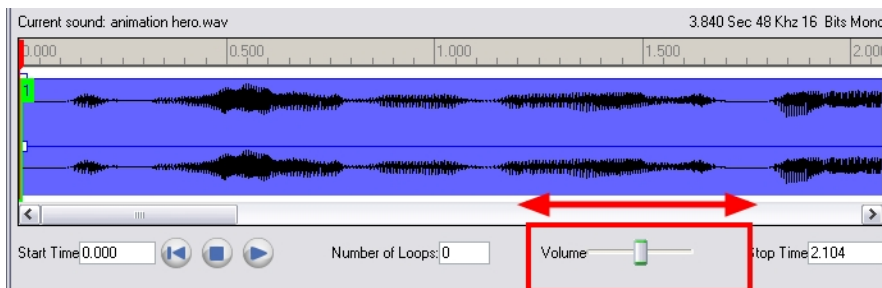 Current sound: animation hero.wav 3.840 Sec 48 Khz 16 Bits Mono
0.000 0.500 1.000 1.500 2.000
1
Start Time 0.000 Number of Loops: 0 Volume Stop Time 2.104